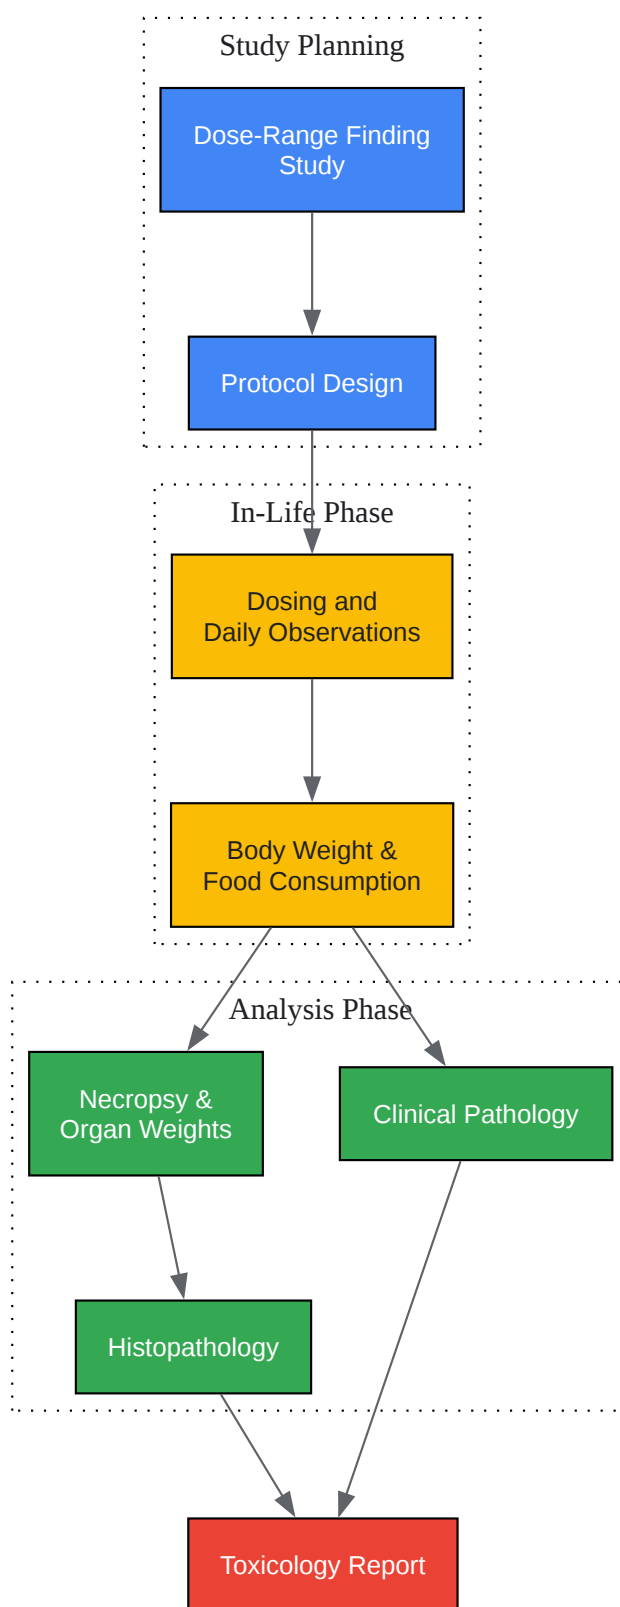 Study Planning
Dose-Range Finding
Study
Protocol Design
In-Life Phase
Dosing and
Daily Observations
Body Weight &
Food Consumption
Analysis Phase
Necropsy &
Organ Weights
Clinical Pathology
Histopathology
Toxicology Report